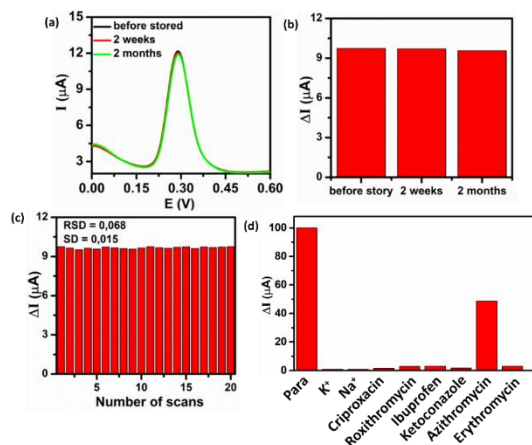 (a)
before stored
2 weeks
2 months
I (µA)
15
12
9
6
3
0.00 0.15 0.30 0.45 0.60
E (V)
(b)
ΔI (µA)
12
9
6
3
0
before story 2 weeks 2 months
(c)
RSD = 0,068
SD = 0,015
ΔI (µA)
12
9
6
3
0
5 10 15 20
Number of scans
(d)
ΔI (µA)
100
80
60
40
20
0
Para
K⁺
Na⁺
Criproxacin
Roxithromycin
Ibuprofen
Ketoconazole
Azithromycin
Erythromycin